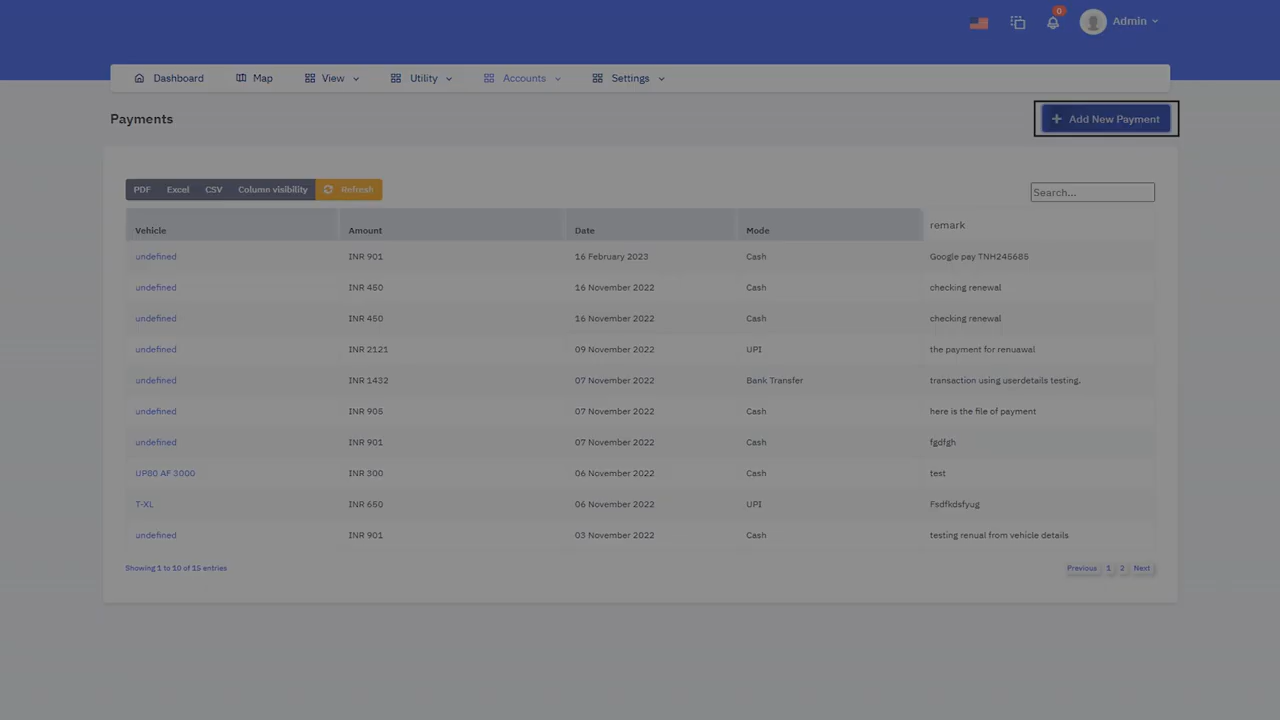 0
Admin
Dashboard Map View Utility Accounts Settings
Payments
+ Add New Payment
PDF Excel CSV Column visibility Refresh
Search...
Vehicle Amount Date Mode remark
undefined INR 901 16 February 2023 Cash Google pay TNH245685
undefined INR 450 16 November 2022 Cash checking renewal
undefined INR 450 16 November 2022 Cash checking renewal
undefined INR 2121 09 November 2022 UPI the payment for renuawal
undefined INR 1432 07 November 2022 Bank Transfer transaction using userdetails testing.
undefined INR 905 07 November 2022 Cash here is the file of payment
undefined INR 901 07 November 2022 Cash fgdfgh
UP80 AF 3000 INR 300 06 November 2022 Cash test
T-XL INR 650 06 November 2022 UPI Fsdfkdsfyug
undefined INR 901 03 November 2022 Cash testing renual from vehicle details
Showing 1 to 10 of 15 entries
Previous 1 2 Next